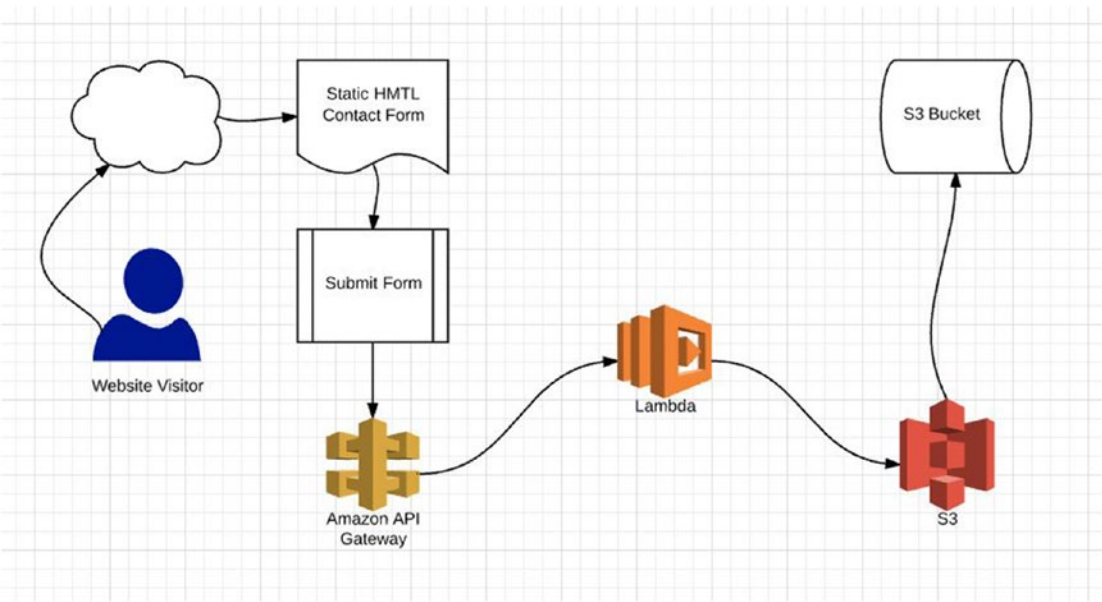 Static HMTL
Contact Form
S3 Bucket
Submit Form
Website Visitor
Lambda
Amazon API
Gateway
S3